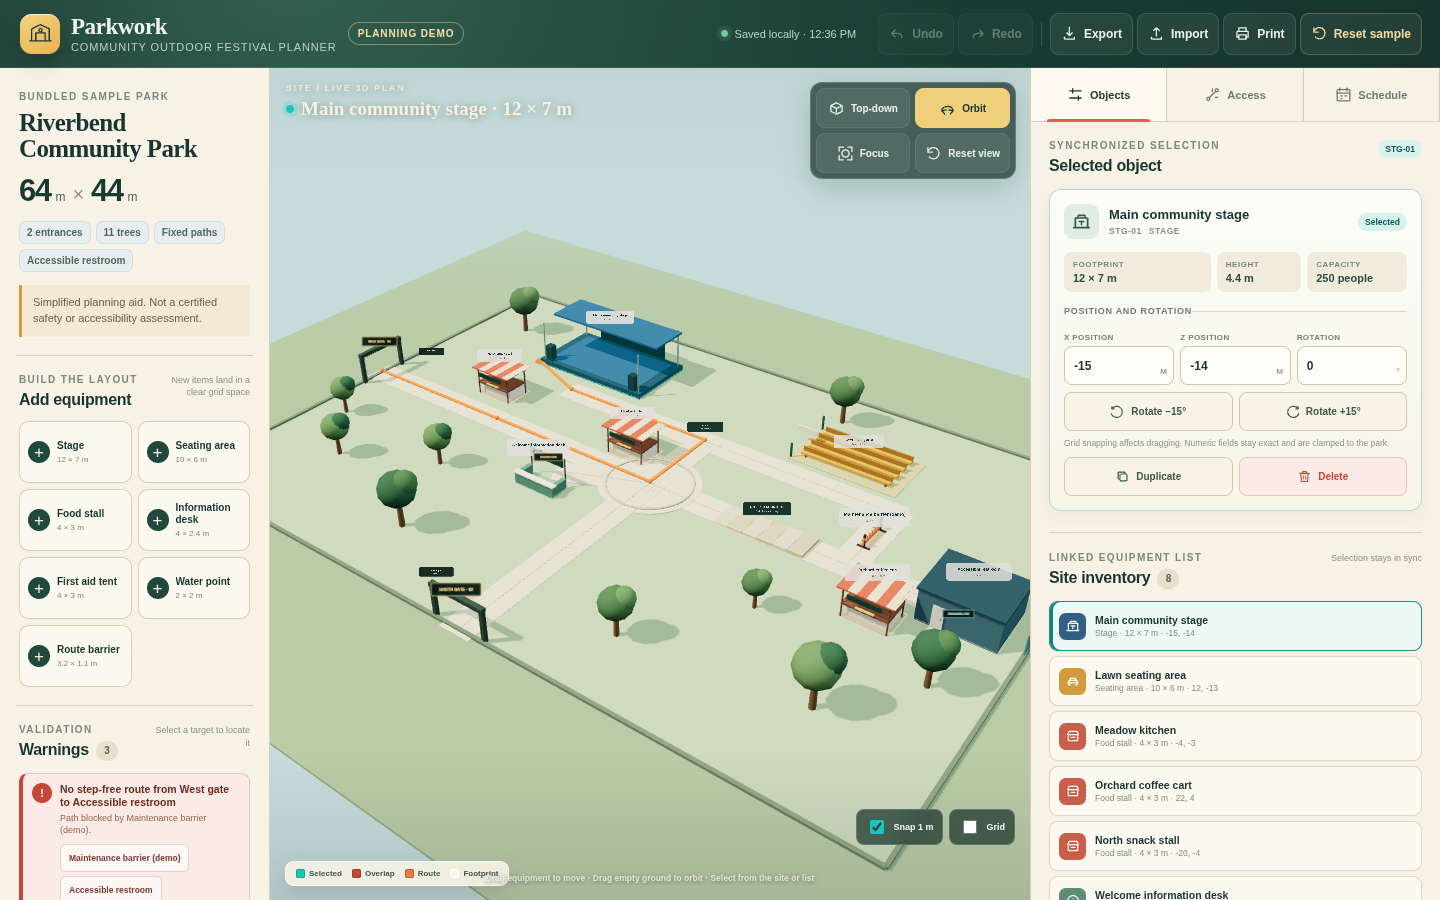 Parkwork
COMMUNITY OUTDOOR FESTIVAL PLANNER
PLANNING DEMO
Saved locally · 12:36 PM
Undo
Redo
Export
Import
Print
Reset sample
BUNDLED SAMPLE PARK
Riverbend
Community Park
64 m × 44 m
2 entrances
11 trees
Fixed paths
Accessible restroom
Simplified planning aid. Not a certified
safety or accessibility assessment.
BUILD THE LAYOUT
Add equipment
New items land in a
clear grid space
Stage
12 × 7 m
Seating area
10 × 6 m
Food stall
4 × 3 m
Information
desk
4 × 2.4 m
First aid tent
4 × 3 m
Water point
2 × 2 m
Route barrier
3.2 × 1.1 m
VALIDATION
Warnings 3
Select a target to locate
it
No step-free route from West gate
to Accessible restroom
Path blocked by Maintenance barrier
(demo).
Maintenance barrier (demo)
Accessible restroom
SITE / LIVE 3D PLAN
Main community stage · 12 × 7 m
Top-down
Orbit
Focus
Reset view
Snap 1 m
Grid
Selected
Overlap
Route
Footprint
equipment to move · Drag empty ground to orbit · Select from the site or list
Objects
Access
Schedule
SYNCHRONIZED SELECTION
Selected object
STG-01
Main community stage
STG-01 STAGE
Selected
FOOTPRINT
12 × 7 m
HEIGHT
4.4 m
CAPACITY
250 people
POSITION AND ROTATION
X POSITION
-15 M
Z POSITION
-14 M
ROTATION
0 °
Rotate −15°
Rotate +15°
Grid snapping affects dragging. Numeric fields stay exact and are clamped to the park.
Duplicate
Delete
LINKED EQUIPMENT LIST
Site inventory 8
Selection stays in sync
Main community stage
Stage · 12 × 7 m · -15, -14
Lawn seating area
Seating area · 10 × 6 m · 12, -13
Meadow kitchen
Food stall · 4 × 3 m · -4, -3
Orchard coffee cart
Food stall · 4 × 3 m · 22, 4
North snack stall
Food stall · 4 × 3 m · -20, -4
Welcome information desk